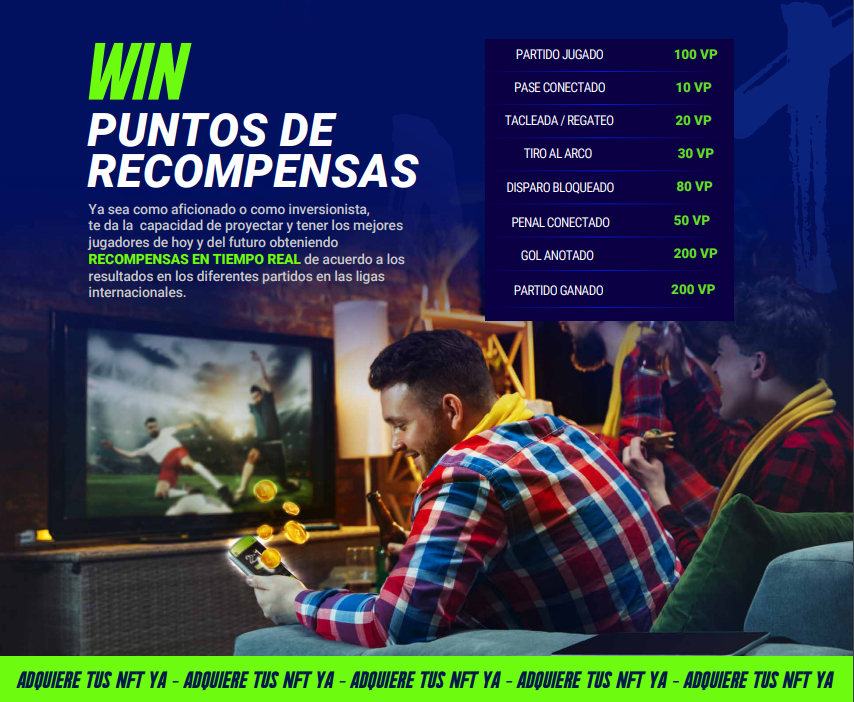 WIN
PUNTOS DE
RECOMPENSAS
Ya sea como aficionado o como inversionista,
te da la capacidad de proyectar y tener los mejores
jugadores de hoy y del futuro obteniendo
RECOMPENSAS EN TIEMPO REAL de acuerdo a los
resultados en los diferentes partidos en las ligas
internacionales.
PARTIDO JUGADO 100 VP
PASE CONECTADO 10 VP
TACLEADA / REGATEO 20 VP
TIRO AL ARCO 30 VP
DISPARO BLOQUEADO 80 VP
PENAL CONECTADO 50 VP
GOL ANOTADO 200 VP
PARTIDO GANADO 200 VP
ADQUIERE TUS NFT YA - ADQUIERE TUS NFT YA - ADQUIERE TUS NFT YA - ADQUIERE TUS NFT YA - ADQUIERE TUS NFT YA